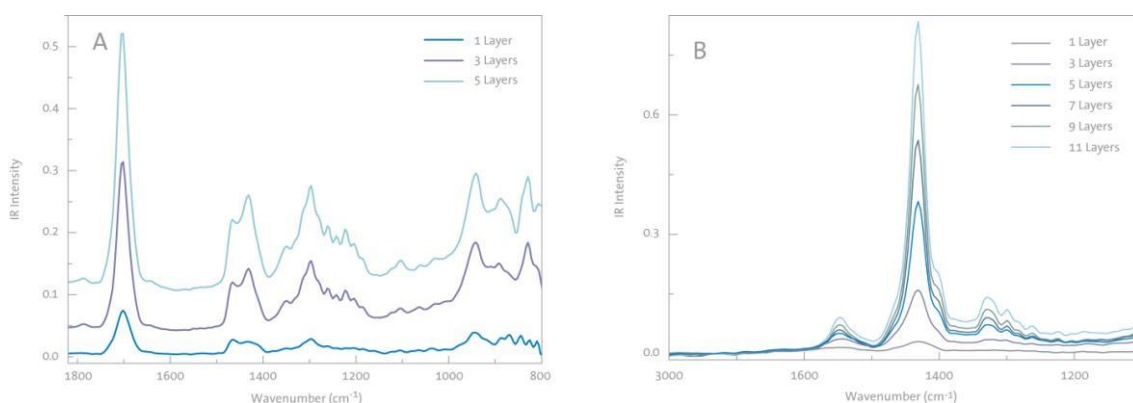 A
1 Layer
3 Layers
5 Layers
0.5
0.4
0.3
0.2
0.1
0.0
IR Intensity
1800
1600
1400
1200
1000
800
Wavenumber (cm⁻¹)
B
1 Layer
3 Layers
5 Layers
7 Layers
9 Layers
11 Layers
0.6
0.3
0.0
IR Intensity
3000
1600
1400
1200
Wavenumber (cm⁻¹)